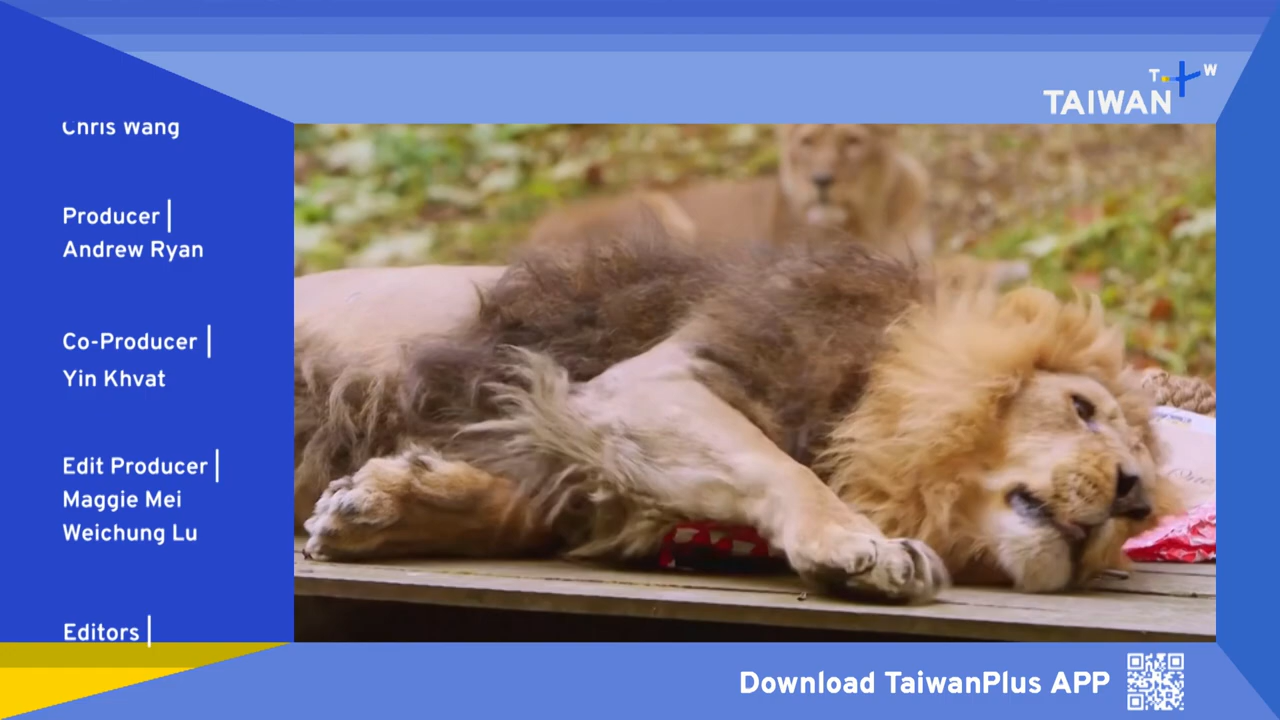 Chris Wang
Producer |
Andrew Ryan
Co-Producer |
Yin Khvat
Edit Producer |
Maggie Mei
Weichung Lu
Editors |
T W
TAIWAN
Download TaiwanPlus APP